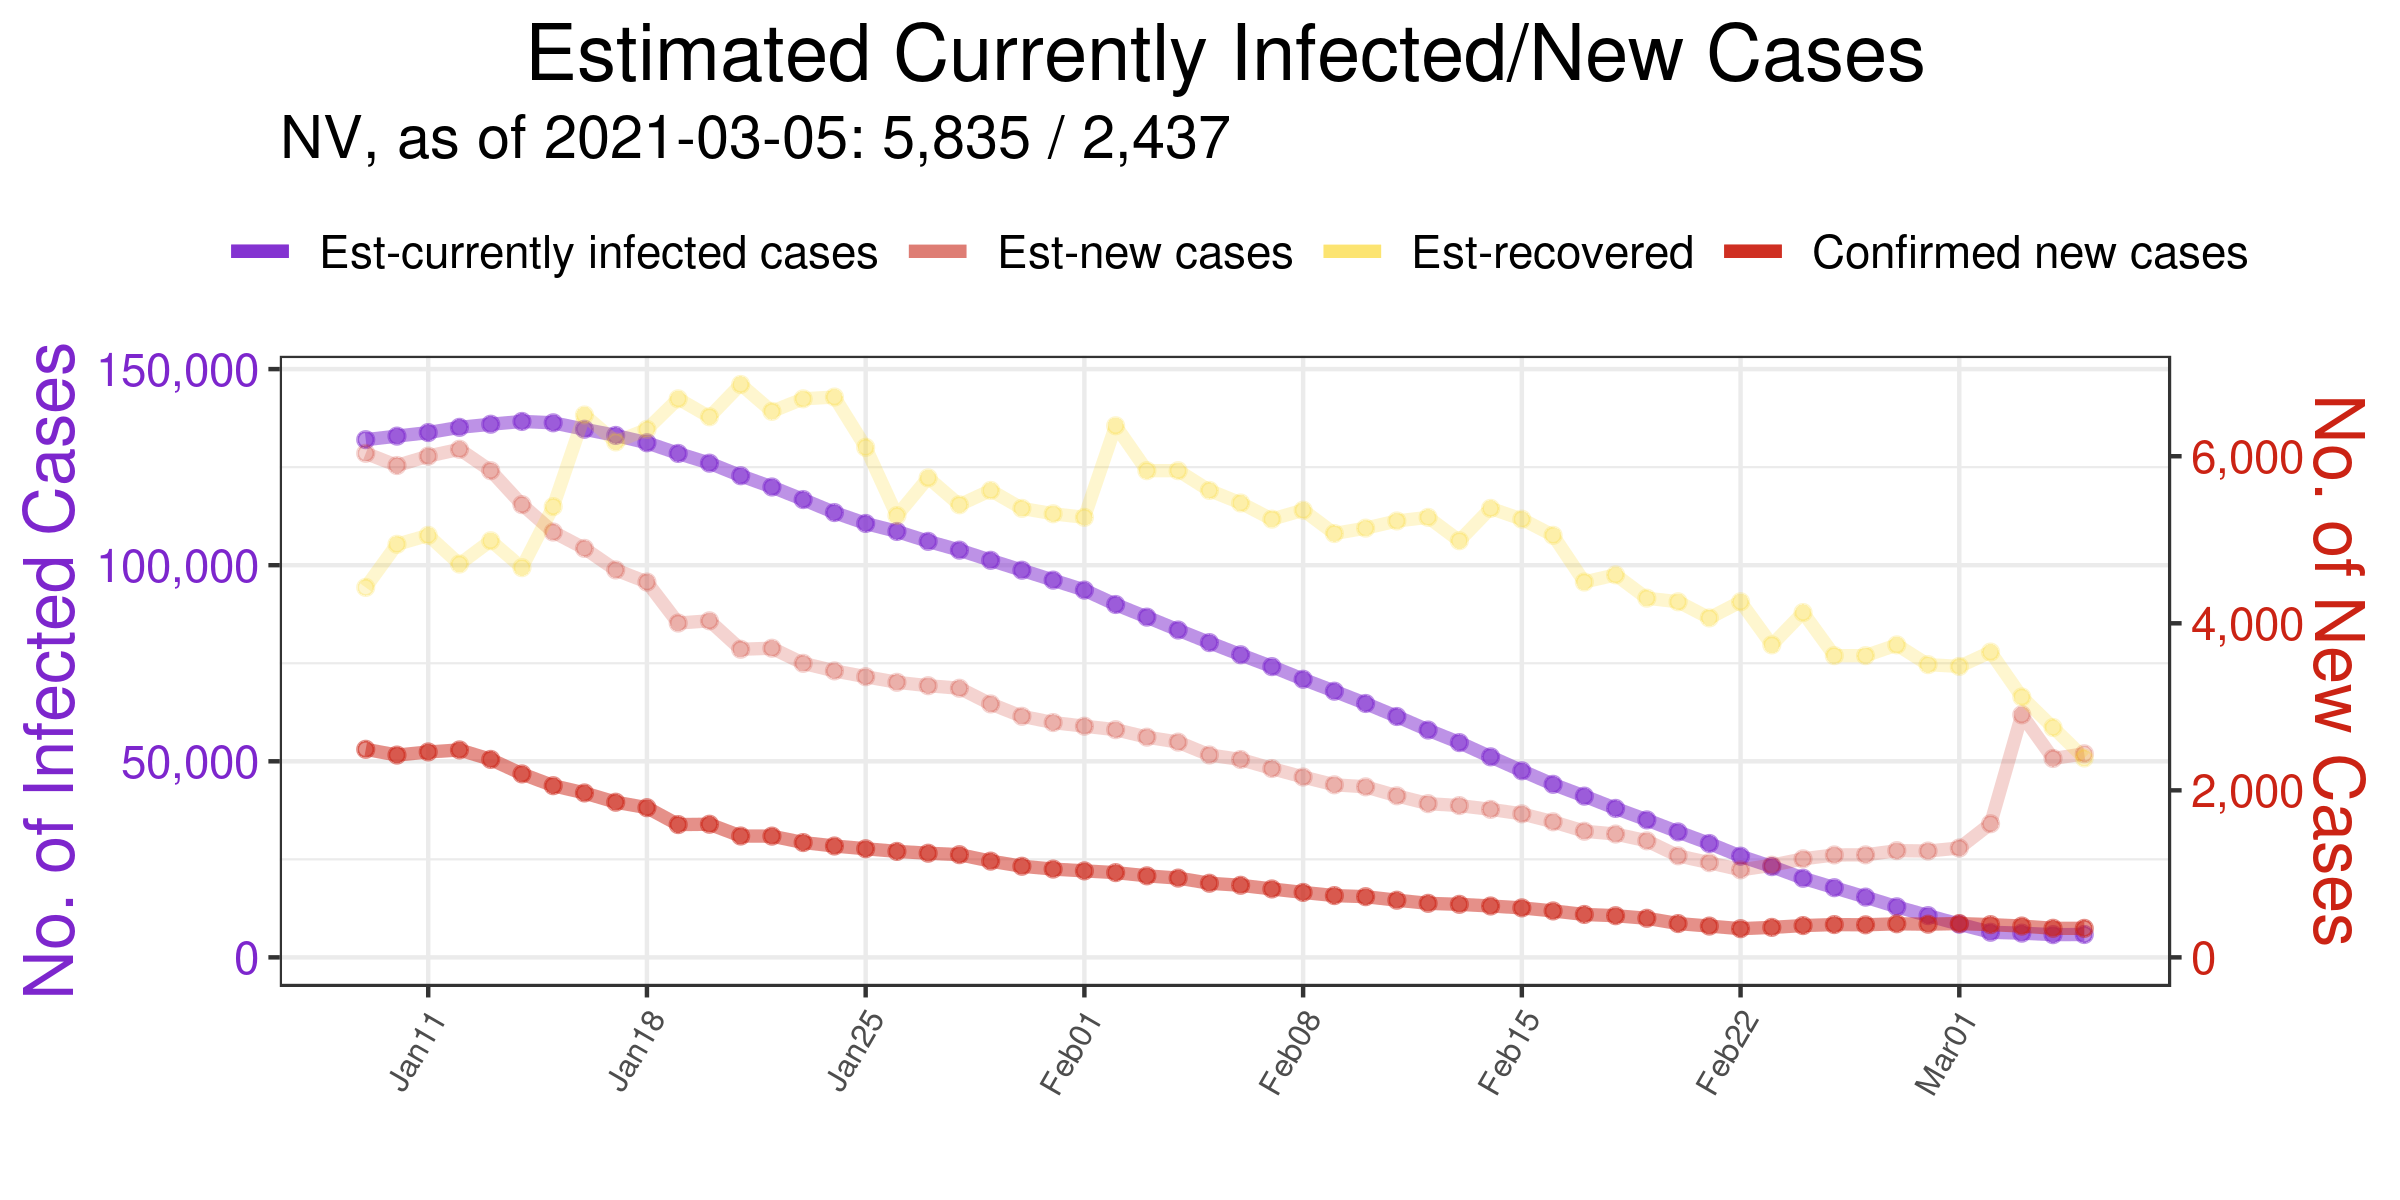 Estimated Currently Infected/New Cases
NV, as of 2021-03-05: 5,835 / 2,437
Est-currently infected cases
Est-new cases
Est-recovered
Confirmed new cases
No. of Infected Cases
150,000
100,000
50,000
0
No. of New Cases
6,000
4,000
2,000
0
Jan11
Jan18
Jan25
Feb01
Feb08
Feb15
Feb22
Mar01